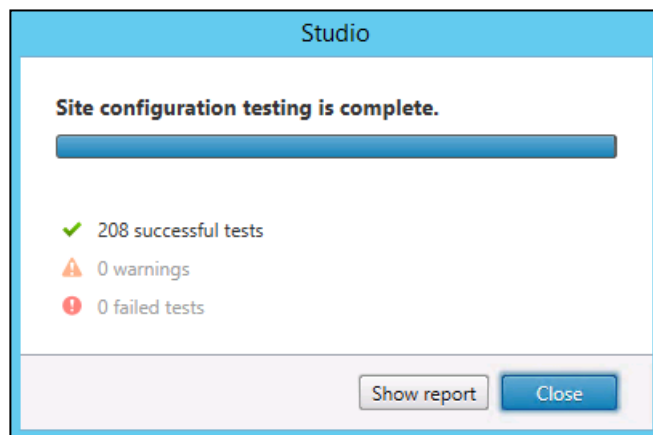 Studio
Site configuration testing is complete.
208 successful tests
0 warnings
0 failed tests
Show report
Close